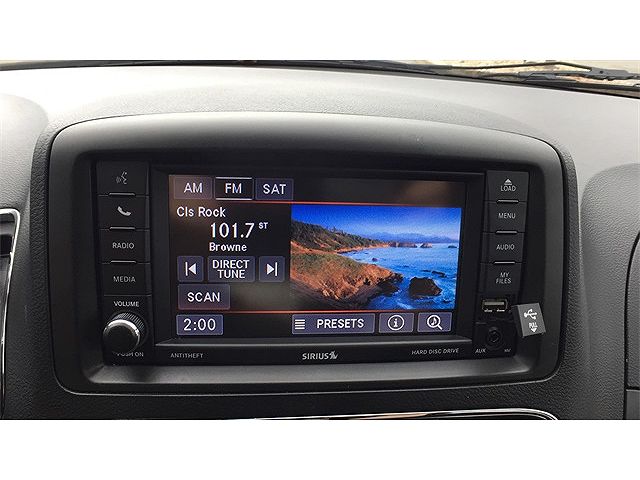 AM FM SAT
Cls Rock
101.7 ST
Browne
DIRECT
TUNE
SCAN
2:00
PRESETS
RADIO
MEDIA
VOLUME
PUSH ON
ANTITHEFT
SIRIUS
HARD DISC DRIVE
LOAD
MENU
AUDIO
MY
FILES
PULL
AUX